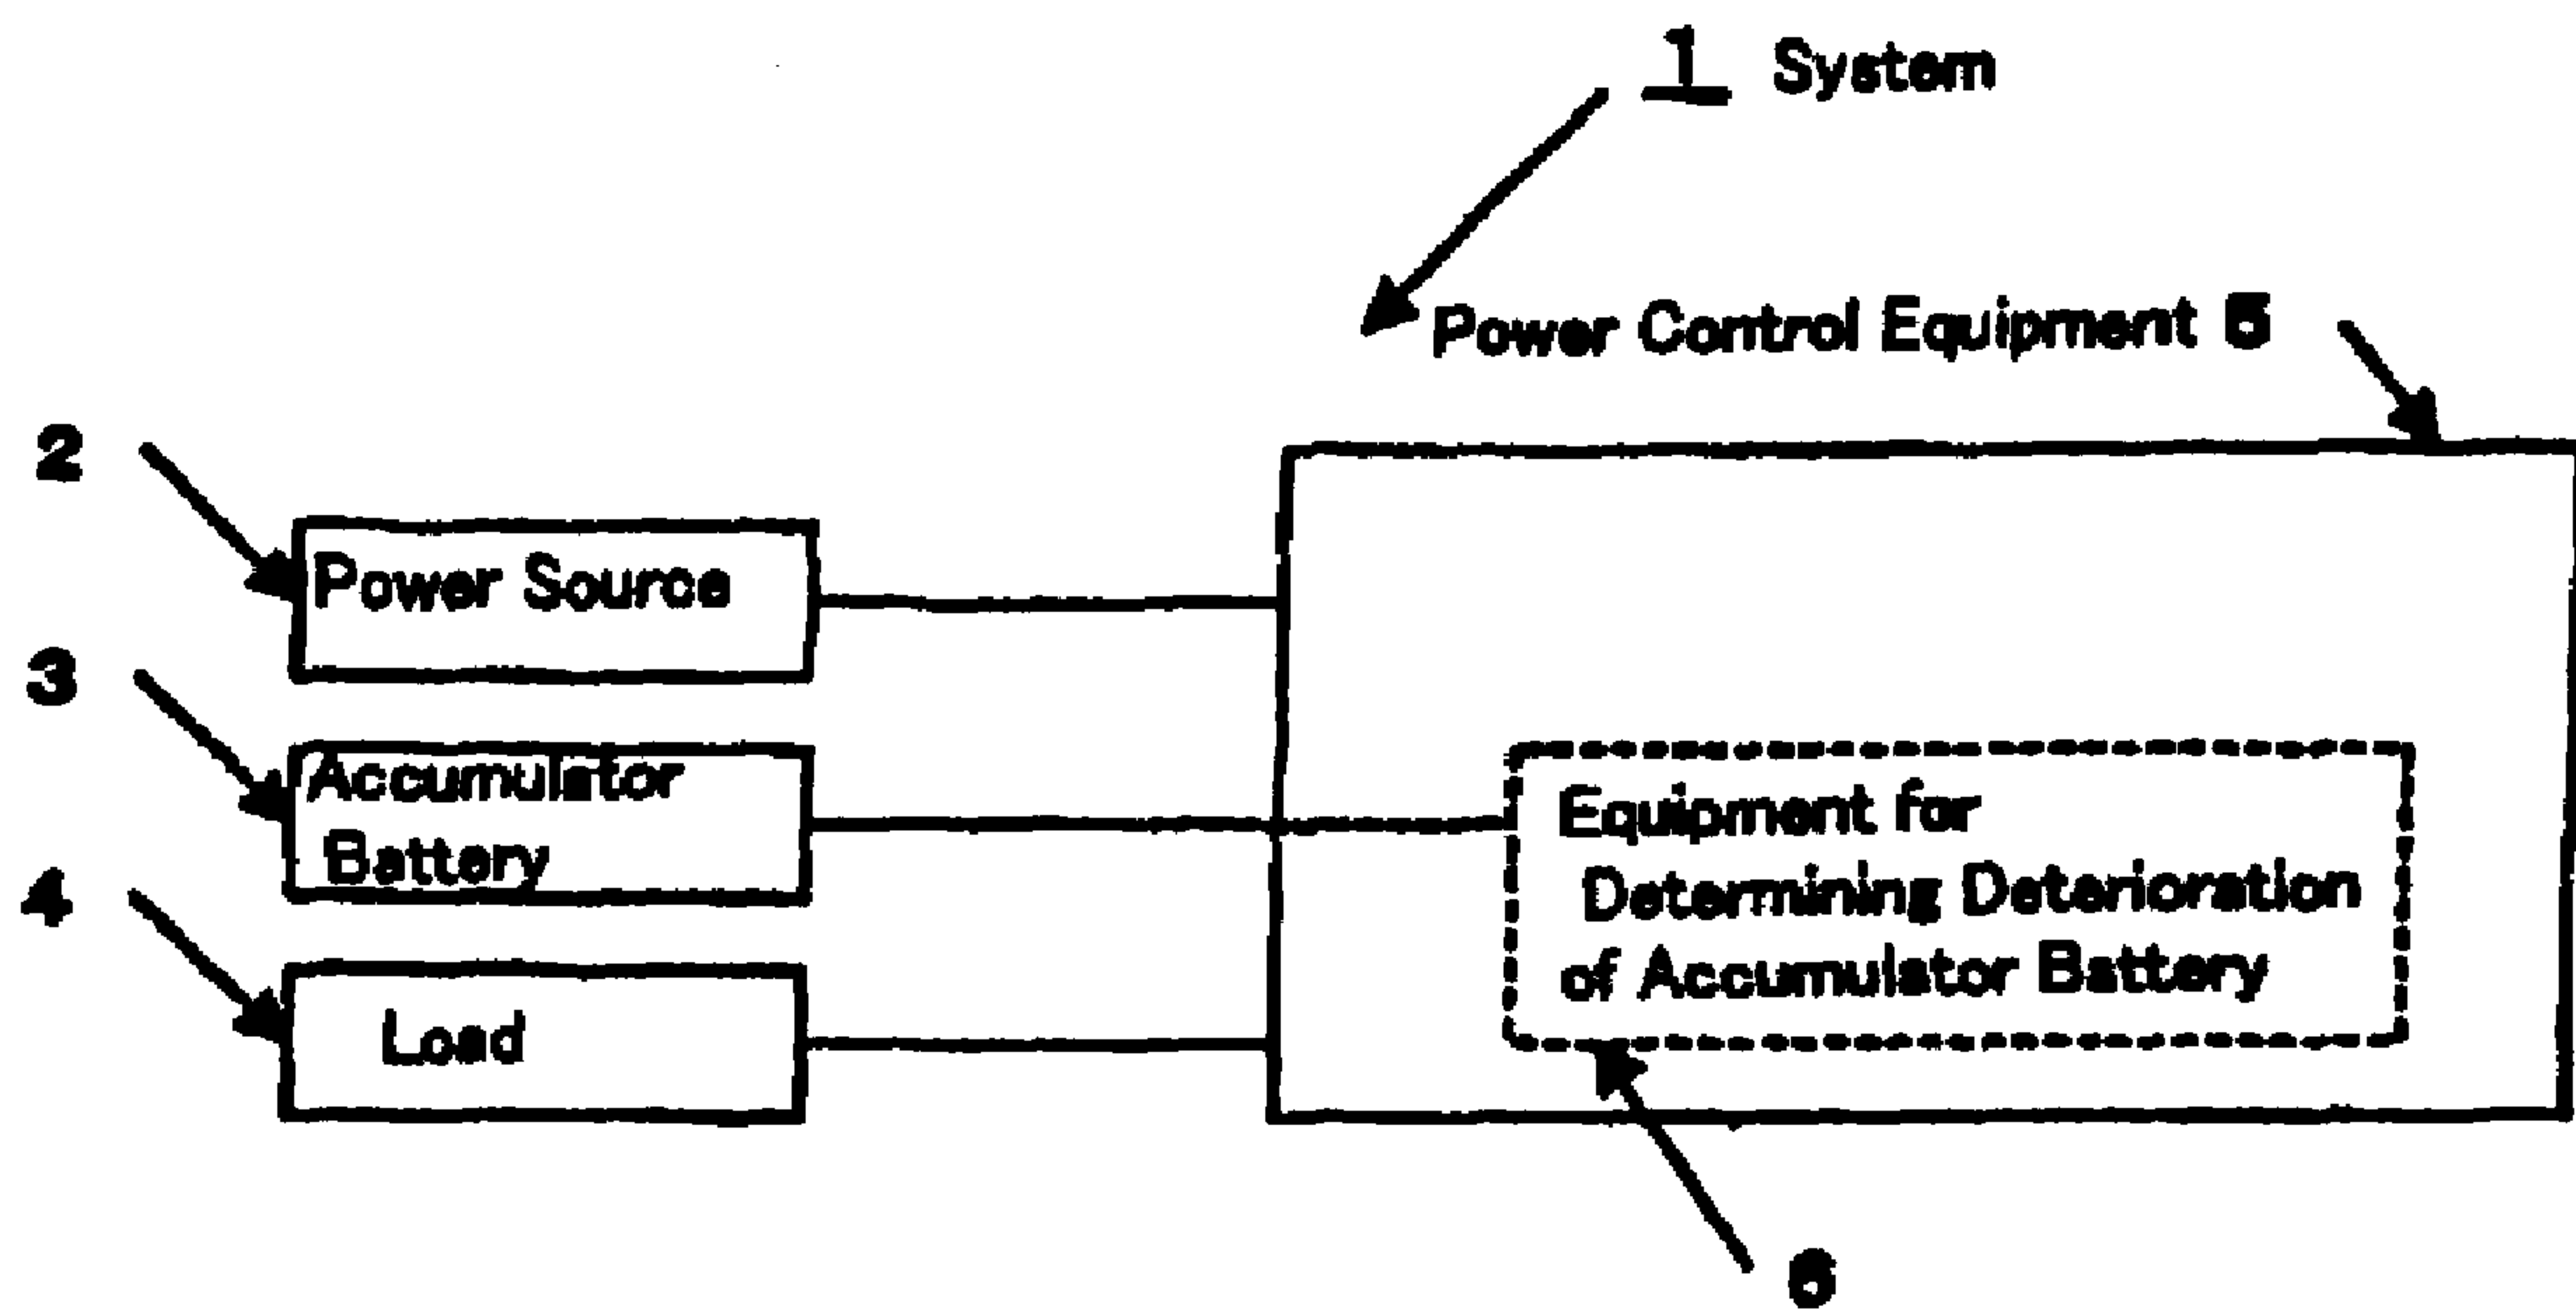 1 System
Power Control Equipment 5
2
Power Source
3
Accumulator
Battery
4
Load
Equipment for
Determining Deterioration
of Accumulator Battery
6